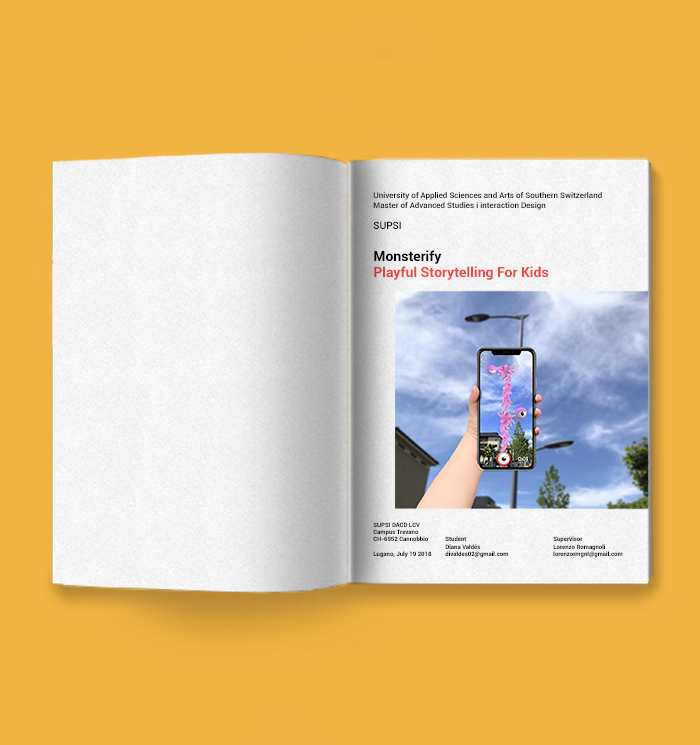 University of Applied Sciences and Arts of Southern Switzerland
Master of Advanced Studies i interaction Design
SUPSI
Monsterify
Playful Storytelling For Kids
SUPSI DACD LCV
Campus Trevano
CH-6952 Cannobbio
Lugano, July 19 2018
Student
Diana Valdés
divaldes02@gmail.com
Supervisor
Lorenzo Romagnoli
lorenzormgnl@gmail.com